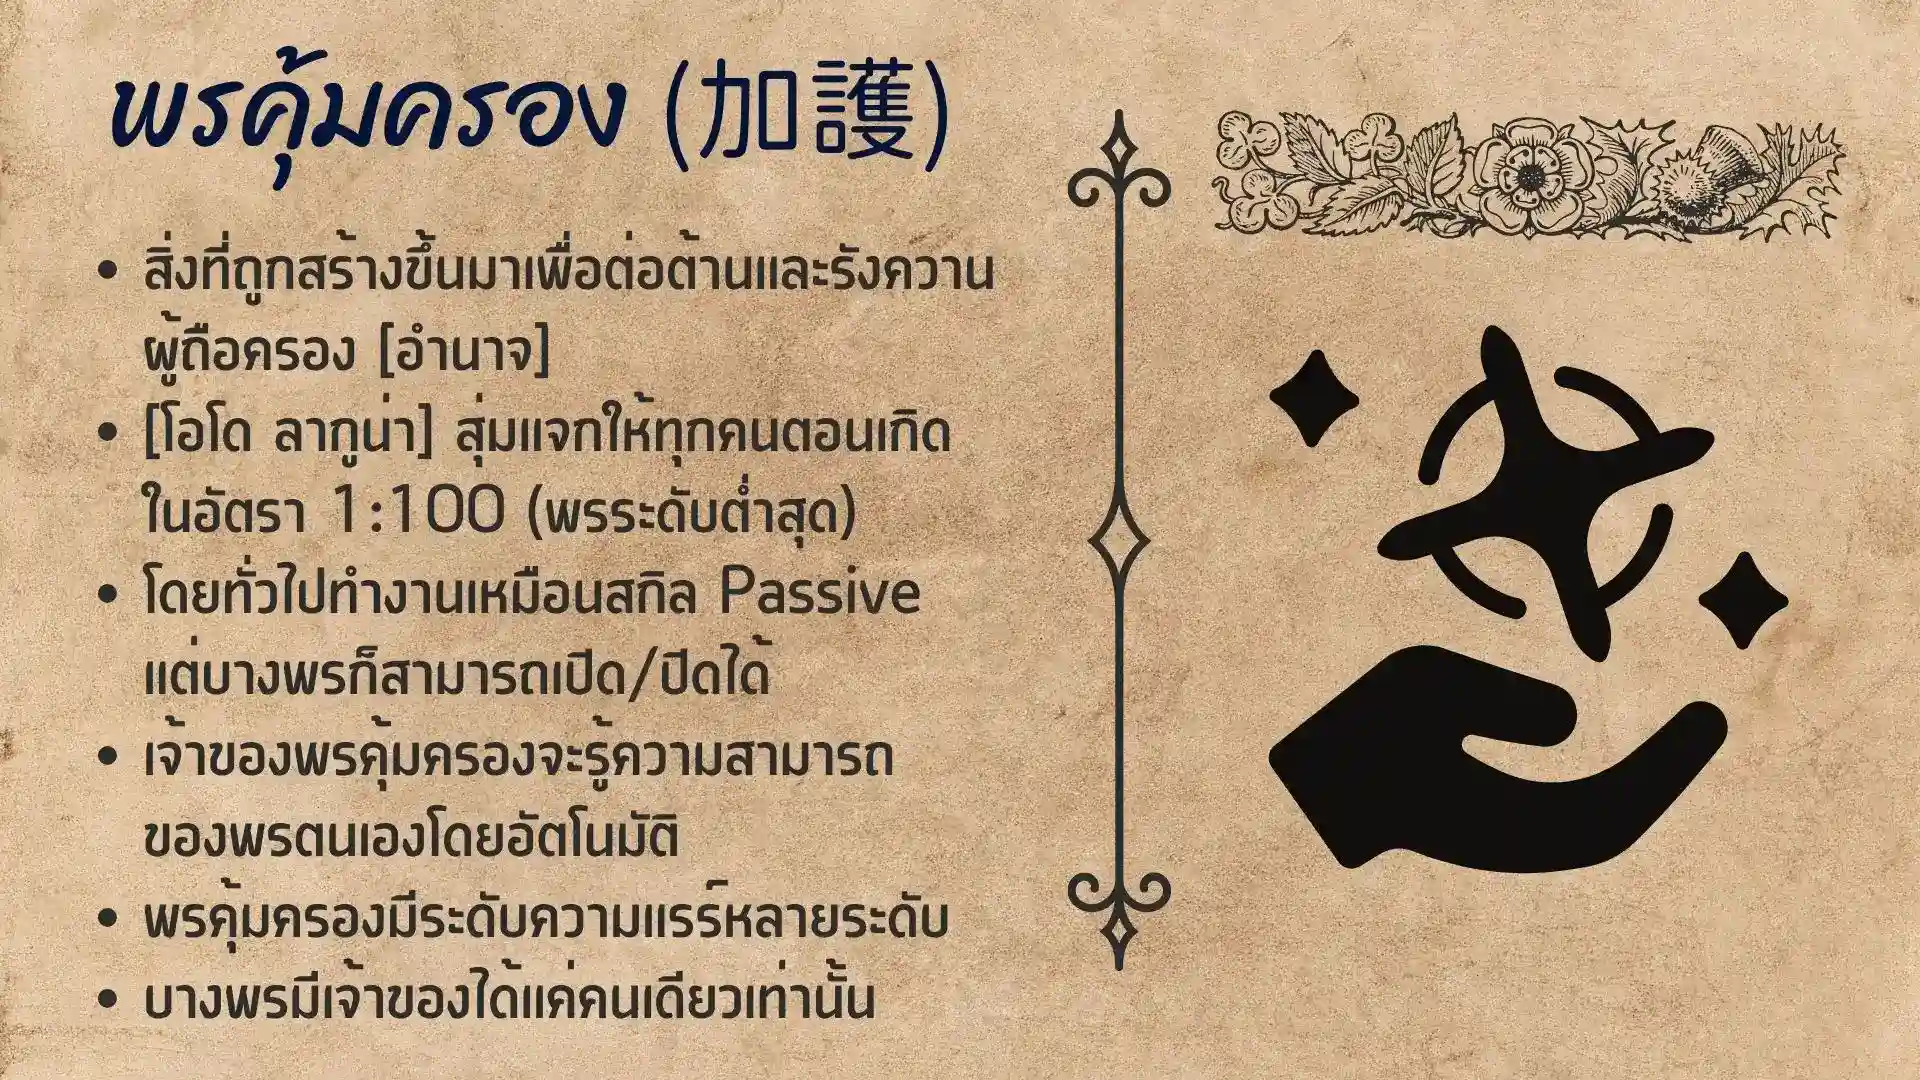 พรคุ้มครอง (加護)
• สิ่งที่ถูกสร้างขึ้นมาเพื่อต่อต้านและรังควาน
ผู้ถือครอง [อำนาจ]
• [โอโด ลากูน่า] สุ่มแจกให้ทุกคนตอนเกิด
ในอัตรา 1:100 (พรระดับต่ำสุด)
• โดยทั่วไปทำงานเหมือนสกิล Passive
แต่บางพรก็สามารถเปิด/ปิดได้
• เจ้าของพรคุ้มครองจะรู้ความสามารถ
ของพรตนเองโดยอัตโนมัติ
• พรคุ้มครองมีระดับความแรร์หลายระดับ
• บางพรมีเจ้าของได้แค่คนเดียวเท่านั้น